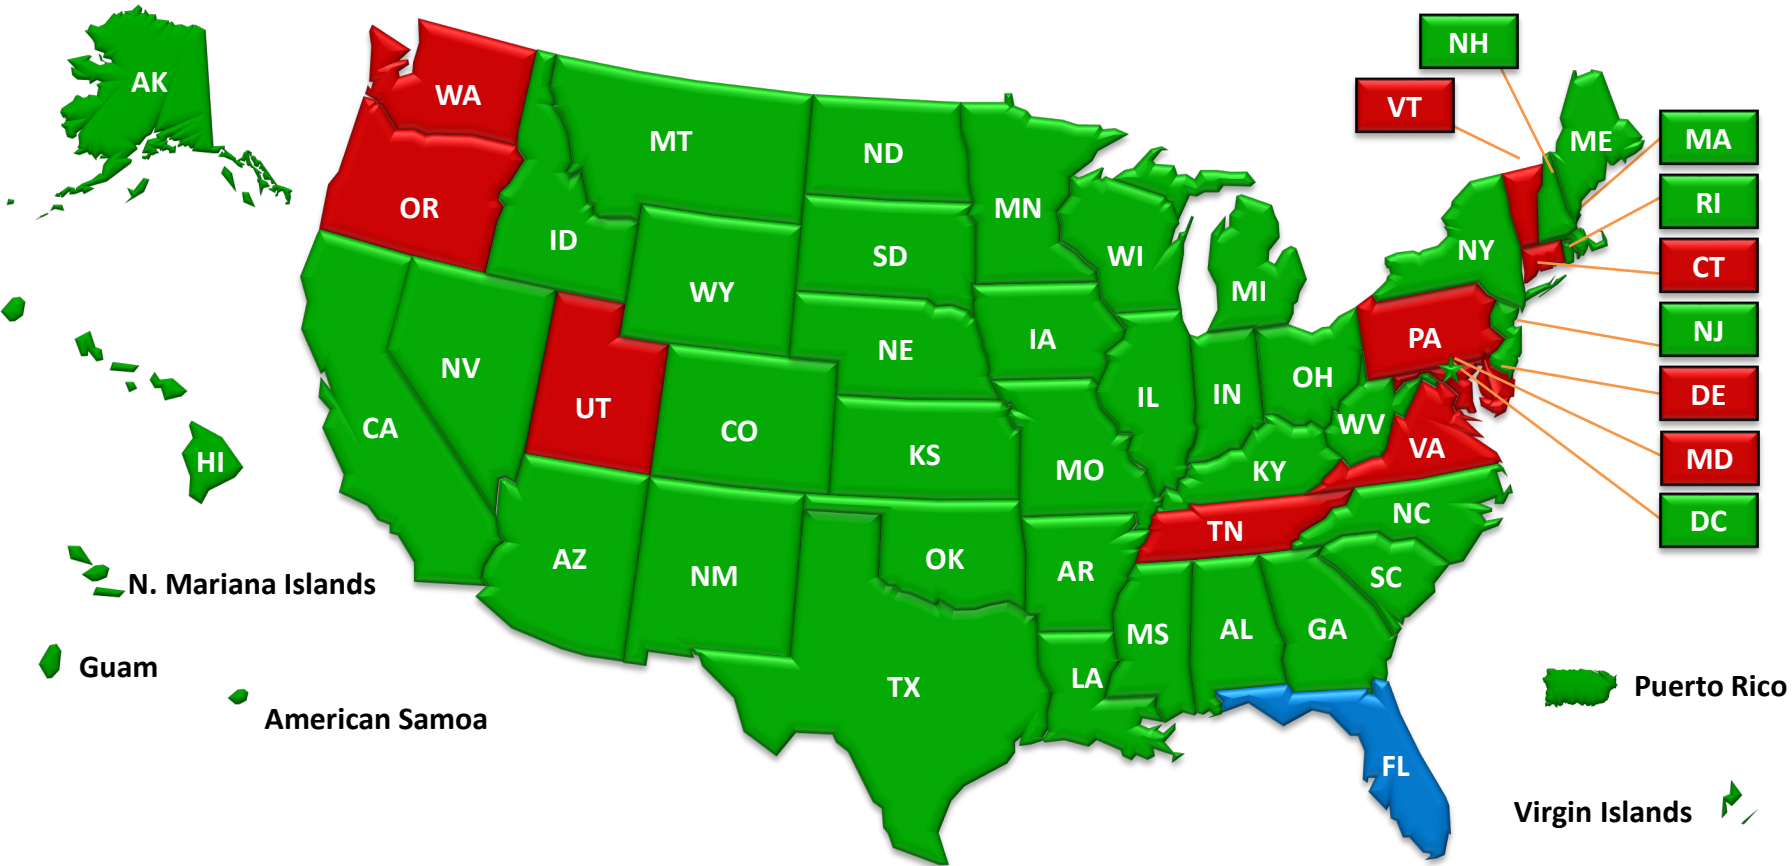 NH
AK
WA
VT
MT
ND
ME
MA
OR
MN
RI
ID
SD
WI
NY
CT
WY
MI
NJ
NE
IA
PA
NV
OH
DE
UT
IL
IN
CA
CO
WV
KS
VA
HI
MO
KY
MD
NC
TN
DC
AZ
NM
OK
AR
SC
N. Mariana Islands
MS
AL
GA
Guam
TX
LA
Puerto Rico
American Samoa
FL
Virgin Islands